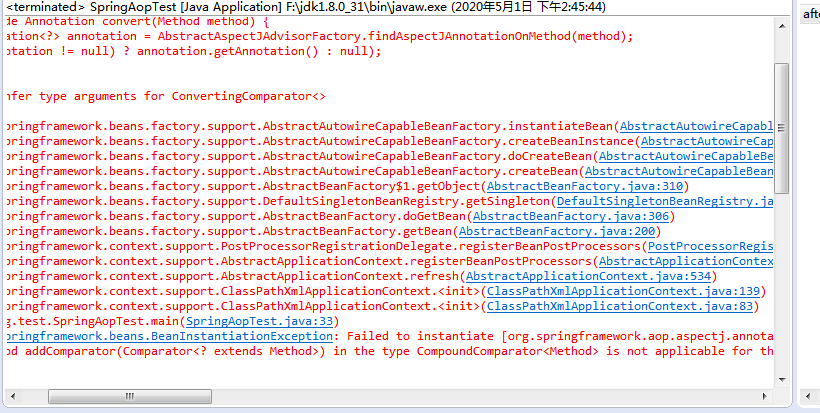 <terminated> SpringAopTest [Java Application] F:\jdk1.8.0_31\bin\javaw.exe (2020年5月1日 下午2:45:44)
de Annotation convert(Method method) {
ation<?> annotation = AbstractAspectJAdvisorFactory.findAspectJAnnotationOnMethod(method);
otation != null) ? annotation.getAnnotation() : null);
nfer type arguments for ConvertingComparator<>
pringframework.beans.factory.support.AbstractAutowireCapableBeanFactory.instantiateBean(AbstractAutowireCapabl
pringframework.beans.factory.support.AbstractAutowireCapableBeanFactory.createBeanInstance(AbstractAutowireCap
pringframework.beans.factory.support.AbstractAutowireCapableBeanFactory.doCreateBean(AbstractAutowireCapableBe
pringframework.beans.factory.support.AbstractAutowireCapableBeanFactory.createBean(AbstractAutowireCapableBean
pringframework.beans.factory.support.AbstractBeanFactory$1.getObject(AbstractBeanFactory.java:310)
pringframework.beans.factory.support.DefaultSingletonBeanRegistry.getSingleton(DefaultSingletonBeanRegistry.ja
pringframework.beans.factory.support.AbstractBeanFactory.doGetBean(AbstractBeanFactory.java:306)
pringframework.beans.factory.support.AbstractBeanFactory.getBean(AbstractBeanFactory.java:200)
pringframework.context.support.PostProcessorRegistrationDelegate.registerBeanPostProcessors(PostProcessorRegis
pringframework.context.support.AbstractApplicationContext.registerBeanPostProcessors(AbstractApplicationContex
pringframework.context.support.AbstractApplicationContext.refresh(AbstractApplicationContext.java:534)
pringframework.context.support.ClassPathXmlApplicationContext.<init>(ClassPathXmlApplicationContext.java:139)
pringframework.context.support.ClassPathXmlApplicationContext.<init>(ClassPathXmlApplicationContext.java:83)
g.test.SpringAopTest.main(SpringAopTest.java:33)
pringframework.beans.BeanInstantiationException: Failed to instantiate [org.springframework.aop.aspectj.annota
od addComparator(Comparator<? extends Method>) in the type CompoundComparator<Method> is not applicable for th
afte